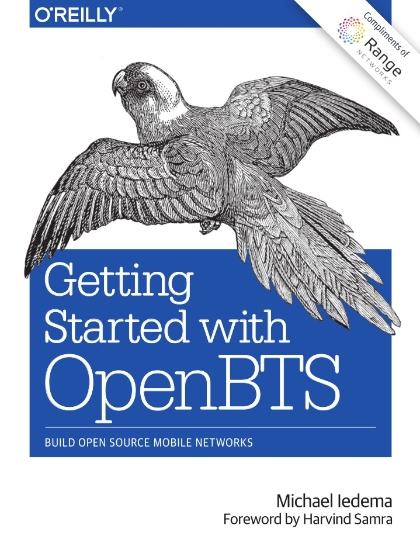 O'REILLY®
Compliments of
Range
NETWORKS
Getting
Started with
OpenBTS
BUILD OPEN SOURCE MOBILE NETWORKS
Michael Iedema
Foreword by Harvind Samra